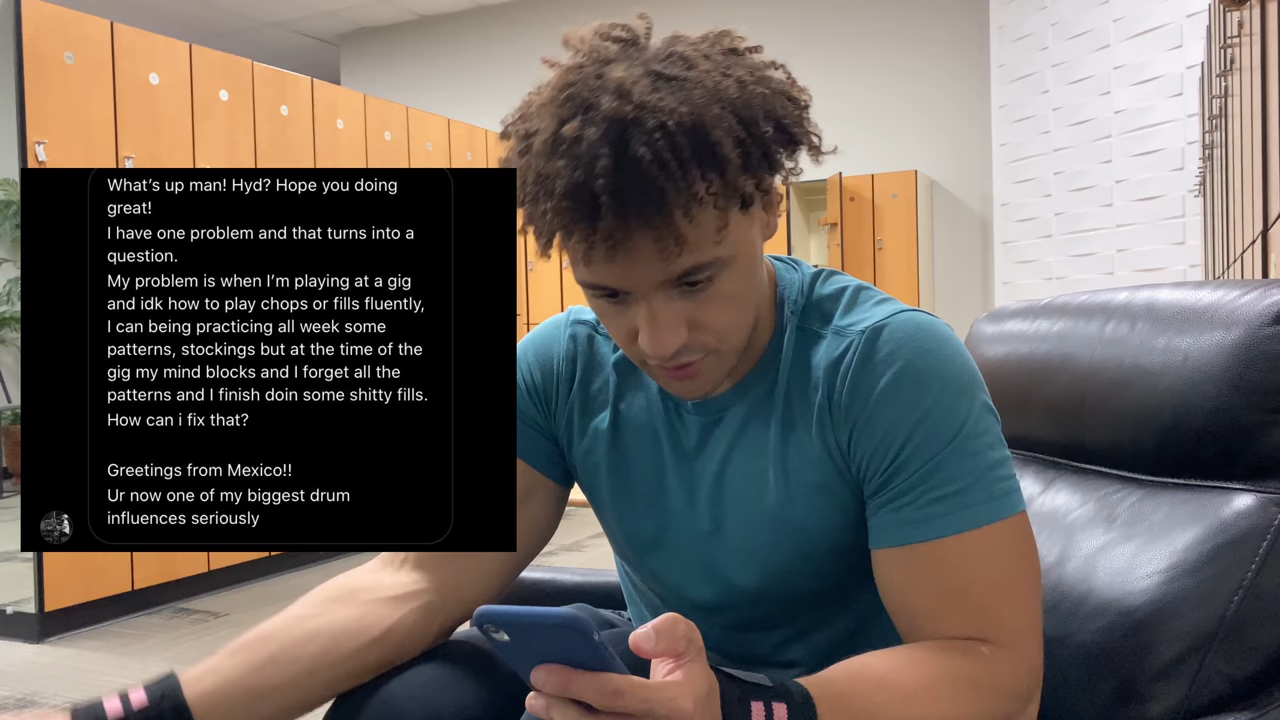 What's up man! Hyd? Hope you doing
great!
I have one problem and that turns into a
question.
My problem is when I'm playing at a gig
and idk how to play chops or fills fluently,
I can being practicing all week some
patterns, stockings but at the time of the
gig my mind blocks and I forget all the
patterns and I finish doin some shitty fills.
How can i fix that?
Greetings from Mexico!!
Ur now one of my biggest drum
influences seriously